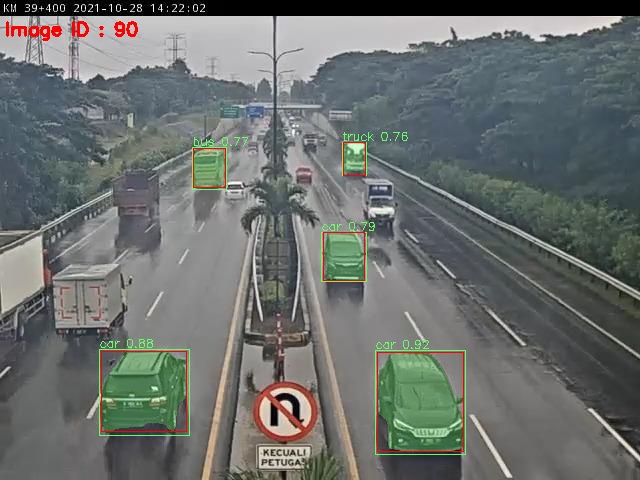 KM 39+400 2021-10-28 14:22:02
Image ID : 90
bus 0.77
truck 0.76
car 0.79
car 0.88
car 0.92
KECUALI
PETUGAS